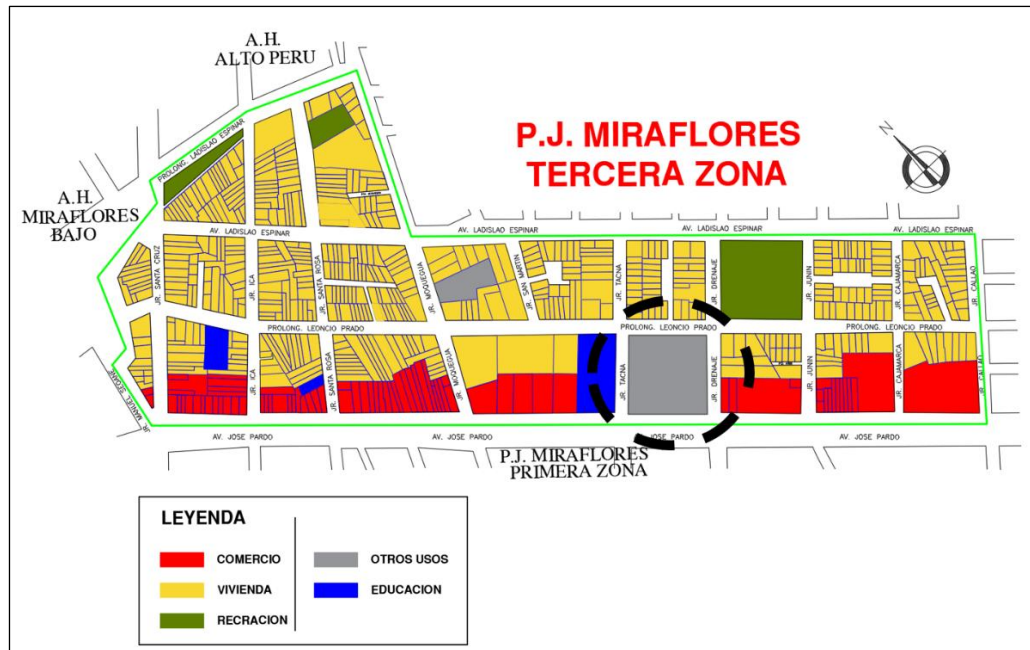 A.H.
ALTO PERU
P.J. MIRAFLORES
TERCERA ZONA
N
A.H.
MIRAFLORES
BAJO
PROLONG. LADISLAO ESPINAR
AV. LADISLAO ESPINAR
AV. LADISLAO ESPINAR
AV. LADISLAO ESPINAR
JR. SANTA CRUZ
JR. ICA
JR. SANTA ROSA
JR. MOQUEGUA
JR. SAN MARTIN
JR. TACNA
JR. DRENAJE
JR. JUNIN
JR. CAJAMARCA
JR. CALLAO
PROLONG. LEONCIO PRADO
PROLONG. LEONCIO PRADO
PROLONG. LEONCIO PRADO
JR. MANUEL SEOANE
JR. ICA
JR. SANTA ROSA
JR. MOQUEGUA
JR. TACNA
JR. DRENAJE
JR. JUNIN
JR. CAJAMARCA
JR. CALLAO
AV. JOSE PARDO
AV. JOSE PARDO
JOSE PARDO
AV. JOSE PARDO
P.J. MIRAFLORES
PRIMERA ZONA
LEYENDA
COMERCIO
OTROS USOS
VIVIENDA
EDUCACION
RECRACION